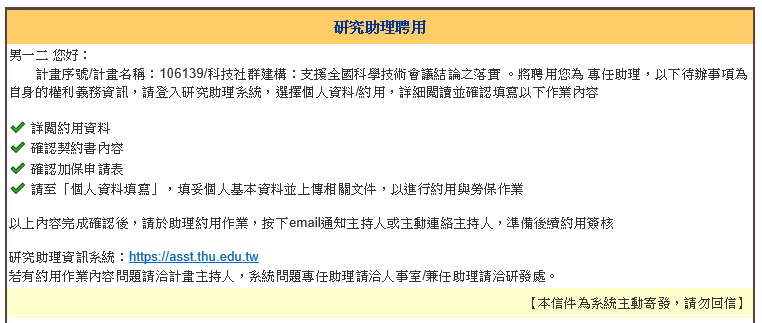 研究助理聘用
男一二 您好：
計畫序號/計畫名稱：106139/科技社群建構：支援全國科學技術會議結論之落實 。將聘用您為 專任助理，以下待辦事項為
自身的權利義務資訊，請登入研究助理系統，選擇個人資料/約用，詳細閱讀並確認填寫以下作業內容
詳閱約用資料
確認契約書內容
確認加保申請表
請至「個人資料填寫」，填妥個人基本資料並上傳相關文件，以進行約用與勞保作業
以上內容完成確認後，請於助理約用作業，按下email通知主持人或主動連絡主持人，準備後續約用簽核
研究助理資訊系統：https://asst.thu.edu.tw
若有約用作業內容問題請洽計畫主持人，系統問題專任助理請洽人事室/兼任助理請洽研發處。
【本信件為系統主動寄發，請勿回信】